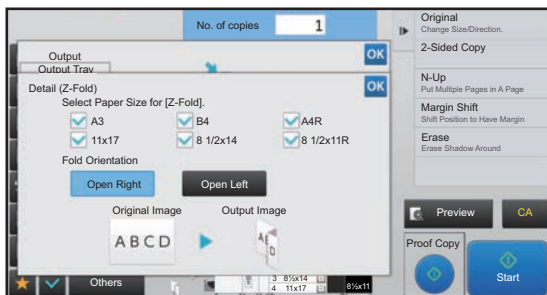 No. of copies 1
Original
Change Size/Direction.
2-Sided Copy
N-Up
Put Multiple Pages in A Page
Margin Shift
Shift Position to Have Margin
Erase
Erase Shadow Around
Output OK
Output Tray
Detail (Z-Fold) OK
Select Paper Size for [Z-Fold].
A3 B4 A4R
11x17 8 1/2x14 8 1/2x11R
Fold Orientation
Open Right Open Left
Original Image Output Image
A B C D
Preview CA
Proof Copy
Start
Others
3 8½x14
4 11x17
8½x11